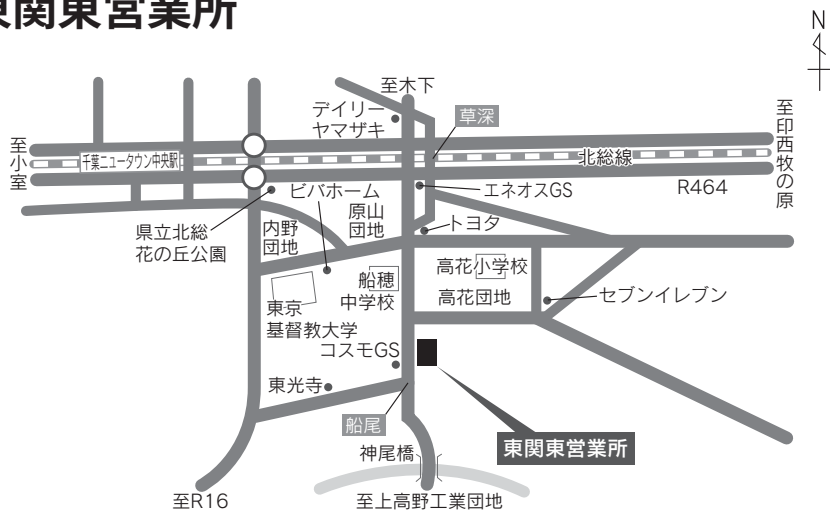 東関東営業所
N
至木下
デイリー
ヤマザキ
草深
至小室
千葉ニュータウン中央駅
北総線
至印西牧の原
ビバホーム
エネオスGS
R464
県立北総
花の丘公園
内野
団地
原山
団地
トヨタ
船穂
中学校
高花小学校
高花団地
セブンイレブン
東京
基督教大学
コスモGS
東光寺
船尾
東関東営業所
神尾橋
至R16
至上高野工業団地